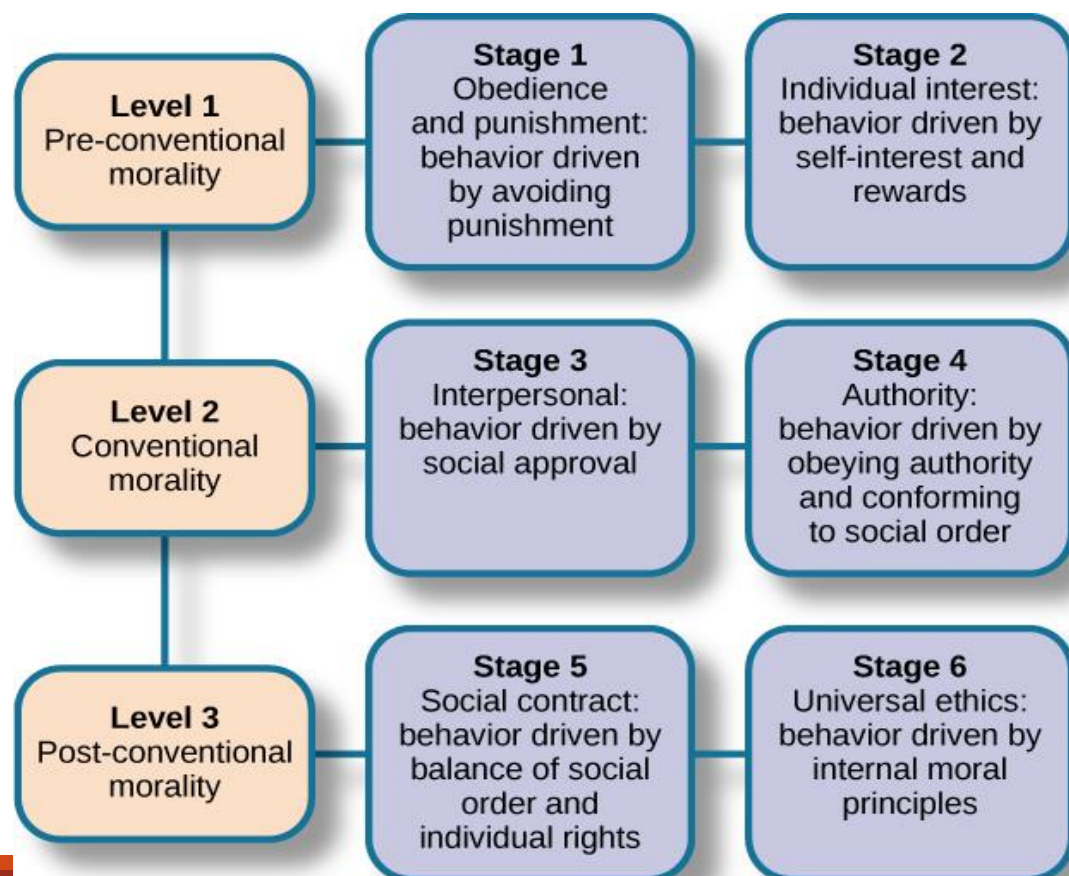 Level 1
Pre-conventional
morality
Stage 1
Obedience
and punishment:
behavior driven
by avoiding
punishment
Stage 2
Individual interest:
behavior driven by
self-interest and
rewards
Level 2
Conventional
morality
Stage 3
Interpersonal:
behavior driven by
social approval
Stage 4
Authority:
behavior driven by
obeying authority
and conforming
to social order
Level 3
Post-conventional
morality
Stage 5
Social contract:
behavior driven by
balance of social
order and
individual rights
Stage 6
Universal ethics:
behavior driven by
internal moral
principles